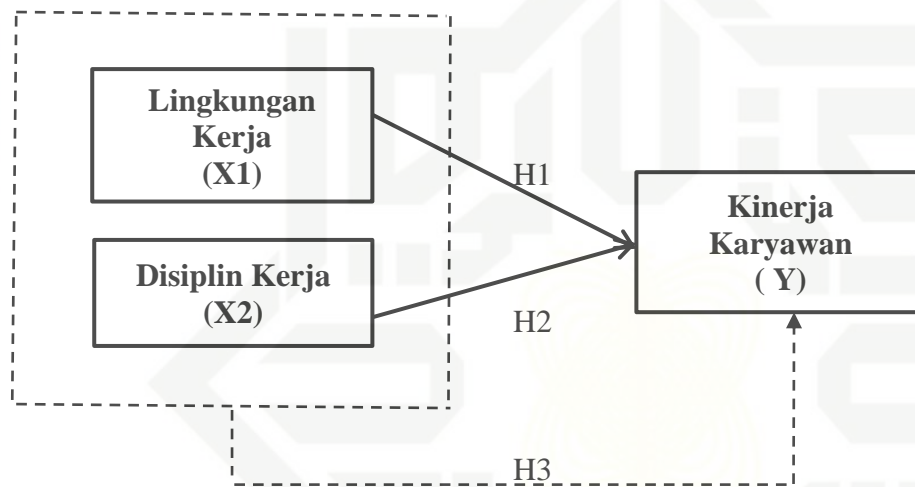 Lingkungan
Kerja
(X1)
H1
Kinerja
Karyawan
( Y)
Disiplin Kerja
(X2)
H2
H3